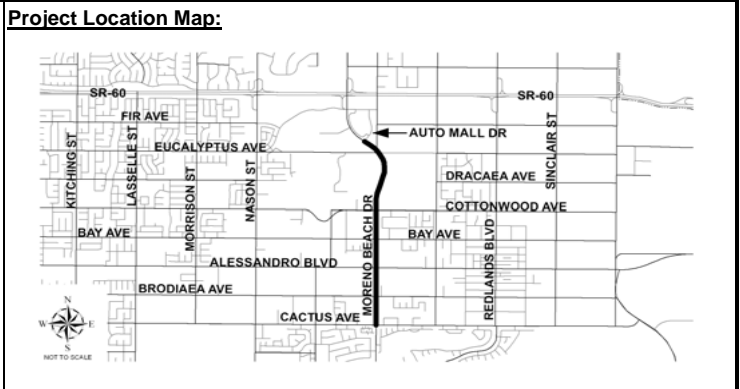 Project Location Map:
SR-60
SR-60
FIR AVE
AUTO MALL DR
EUCALYPTUS AVE
KITCHING ST
LASSELLE ST
MORRISON ST
NASON ST
SINCLAIR ST
DRACAEA AVE
COTTONWOOD AVE
MORENO BEACH DR
BAY AVE
BAY AVE
REDLANDS BLVD
ALESSANDRO BLVD
BRODIAEA AVE
CACTUS AVE
N
W E
S
NOT TO SCALE